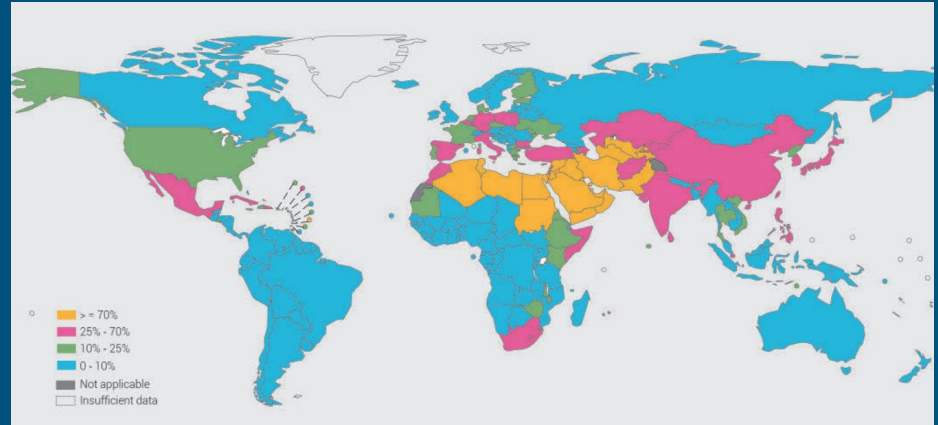 > = 70%
25% - 70%
10% - 25%
0 - 10%
Not applicable
Insufficient data